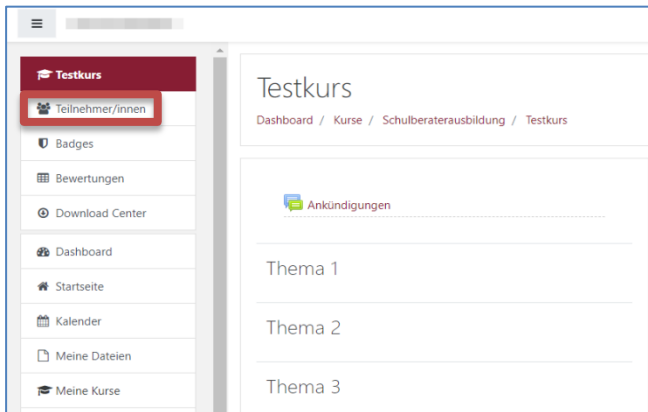 Testkurs
Teilnehmer/innen
Badges
Bewertungen
Download Center
Dashboard
Startseite
Kalender
Meine Dateien
Meine Kurse
Testkurs
Dashboard / Kurse / Schulberaterausbildung / Testkurs
Ankündigungen
Thema 1
Thema 2
Thema 3